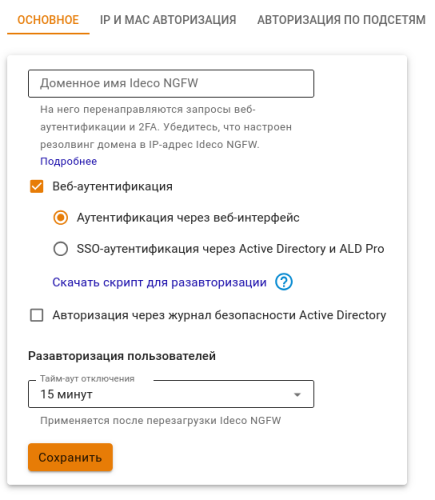 ОСНОВНОЕ IP И MAC АВТОРИЗАЦИЯ АВТОРИЗАЦИЯ ПО ПОДСЕТЯМ
Доменное имя Ideco NGFW
На него перенаправляются запросы веб-
аутентификации и 2FA. Убедитесь, что настроен
резолвинг домена в IP-адрес Ideco NGFW.
Подробнее
Веб-аутентификация
Аутентификация через веб-интерфейс
SSO-аутентификация через Active Directory и ALD Pro
Скачать скрипт для разавторизации ?
Авторизация через журнал безопасности Active Directory
Разавторизация пользователей
Тайм-аут отключения
15 минут
Применяется после перезагрузки Ideco NGFW
Сохранить